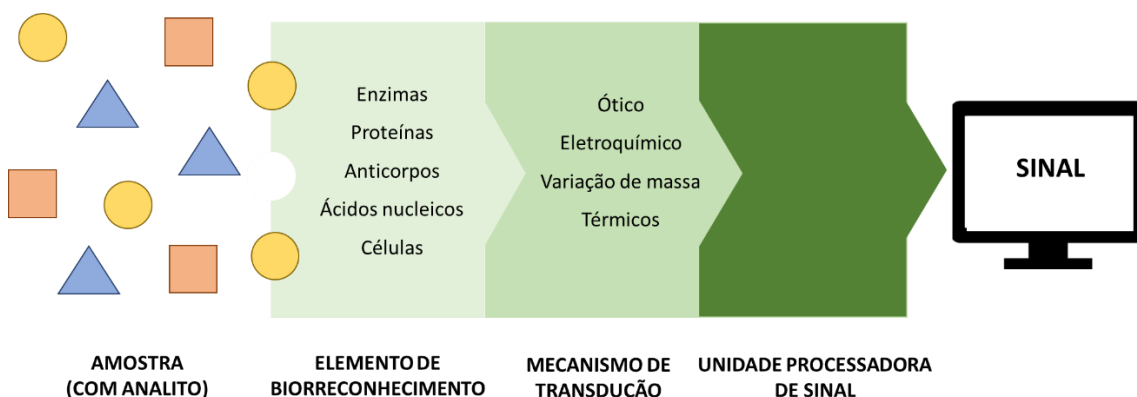 Enzimas
Proteínas
Anticorpos
Ácidos nucleicos
Células
Ótico
Eletroquímico
Variação de massa
Térmicos
SINAL
AMOSTRA
(COM ANALITO)
ELEMENTO DE
BIORRECONHECIMENTO
MECANISMO DE
TRANSDUÇÃO
UNIDADE PROCESSADORA
DE SINAL